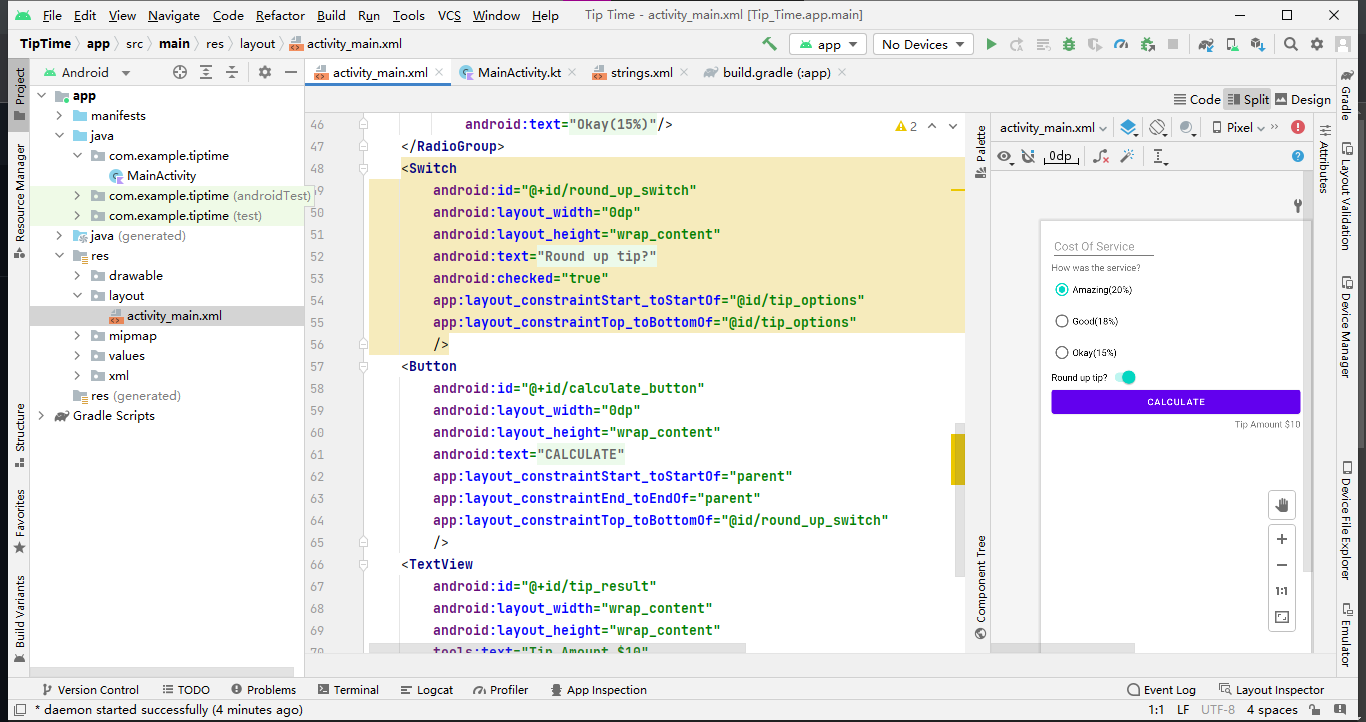 File Edit View Navigate Code Refactor Build Run Tools VCS Window Help Tip Time - activity_main.xml [Tip_Time.app.main]
TipTime app src main res layout activity_main.xml app No Devices
Project
Android
activity_main.xml MainActivity.kt strings.xml build.gradle (:app)
Code Split Design
app
manifests
java
com.example.tiptime
MainActivity
com.example.tiptime (androidTest)
com.example.tiptime (test)
java (generated)
res
drawable
layout
activity_main.xml
mipmap
values
xml
res (generated)
Gradle Scripts
Resource Manager
Structure
Favorites
Build Variants
46 android:text="Okay(15%)"/>
47 </RadioGroup>
48 <Switch
49 android:id="@+id/round_up_switch"
50 android:layout_width="0dp"
51 android:layout_height="wrap_content"
52 android:text="Round up tip?"
53 android:checked="true"
54 app:layout_constraintStart_toStartOf="@id/tip_options"
55 app:layout_constraintTop_toBottomOf="@id/tip_options"
56 />
57 <Button
58 android:id="@+id/calculate_button"
59 android:layout_width="0dp"
60 android:layout_height="wrap_content"
61 android:text="CALCULATE"
62 app:layout_constraintStart_toStartOf="parent"
63 app:layout_constraintEnd_toEndOf="parent"
64 app:layout_constraintTop_toBottomOf="@id/round_up_switch"
65 />
66 <TextView
67 android:id="@+id/tip_result"
68 android:layout_width="wrap_content"
69 android:layout_height="wrap_content"
70 tools:text="Tip Amount $10"
2
Palette
Component Tree
activity_main.xml Pixel
0dp
Cost Of Service
How was the service?
Amazing(20%)
Good(18%)
Okay(15%)
Round up tip?
CALCULATE
Tip Amount $10
1:1
Gradle
Attributes
Layout Validation
Device Manager
Device File Explorer
Emulator
Version Control TODO Problems Terminal Logcat Profiler App Inspection Event Log Layout Inspector
* daemon started successfully (4 minutes ago) 1:1 LF UTF-8 4 spaces